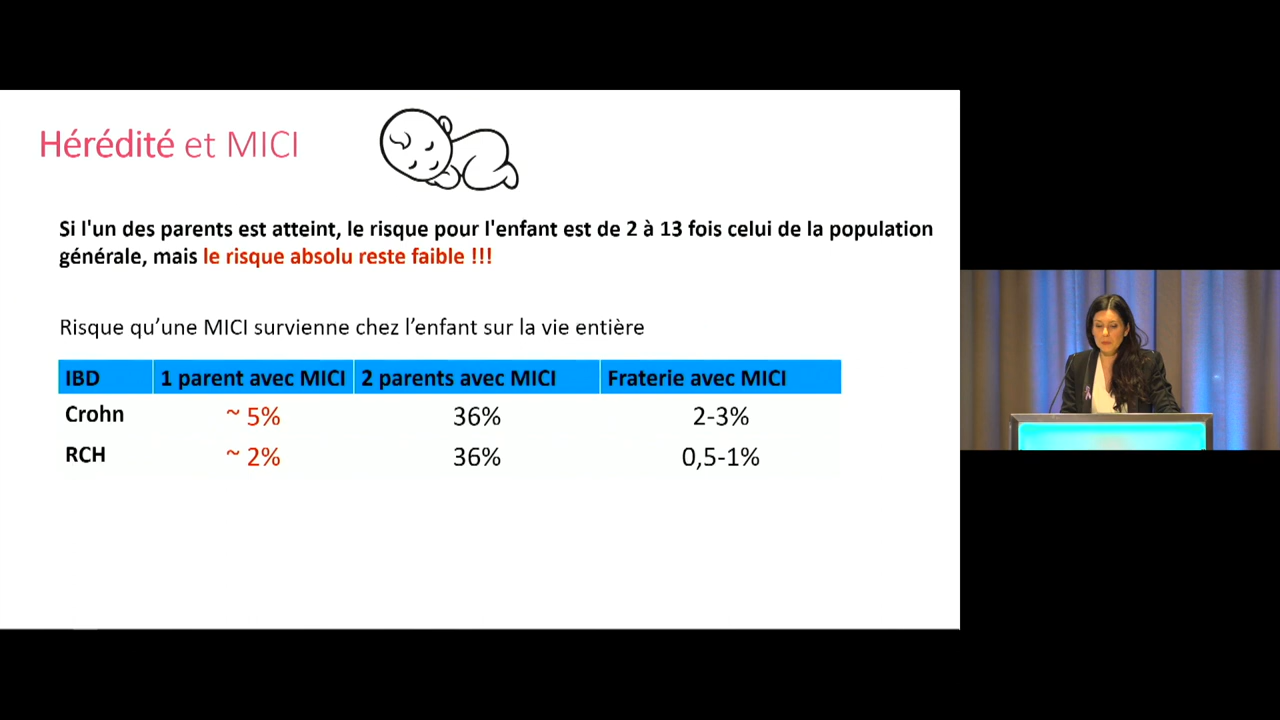 Hérédité et MICI
Si l'un des parents est atteint, le risque pour l'enfant est de 2 à 13 fois celui de la population
générale, mais le risque absolu reste faible !!!
Risque qu’une MICI survienne chez l’enfant sur la vie entière
IBD 1 parent avec MICI 2 parents avec MICI Fraterie avec MICI
Crohn ~ 5% 36% 2-3%
RCH ~ 2% 36% 0,5-1%